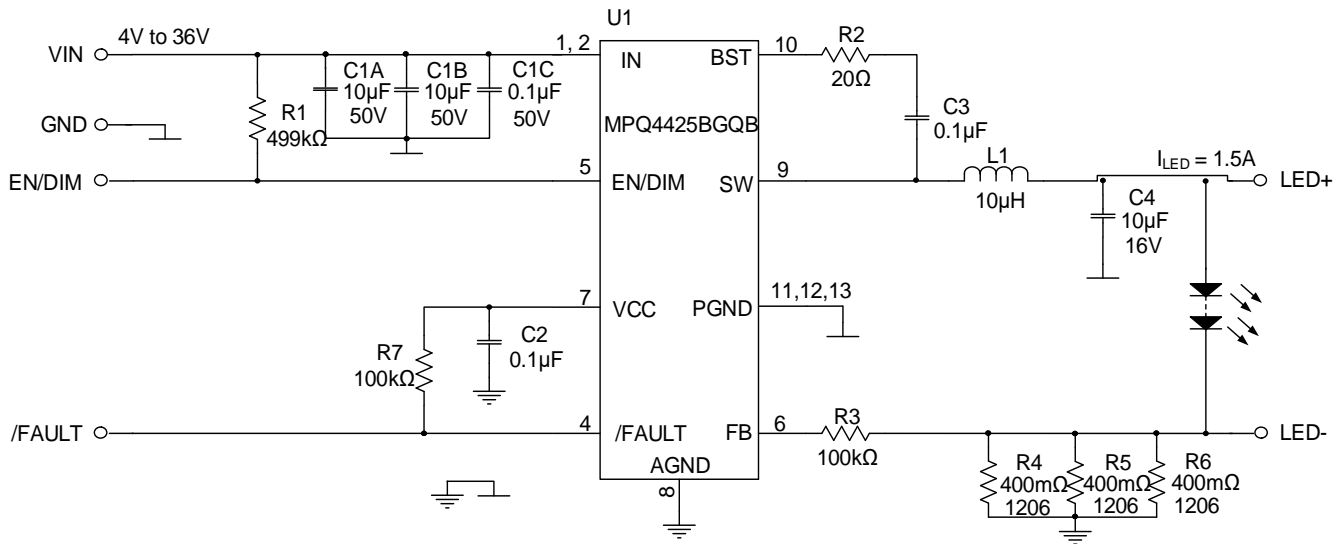 U1
VIN
4V to 36V
1, 2
IN
BST
10
R2
20Ω
C1A
10µF
50V
C1B
10µF
50V
C1C
0.1µF
50V
R1
499kΩ
GND
MPQ4425BGQB
C3
0.1µF
EN/DIM
5
EN/DIM
SW
9
L1
10µH
ILED = 1.5A
LED+
C4
10µF
16V
7
VCC
PGND
11,12,13
C2
0.1µF
R7
100kΩ
/FAULT
4
/FAULT
FB
6
R3
100kΩ
LED-
AGND
8
R4
400mΩ
1206
R5
400mΩ
1206
R6
400mΩ
1206